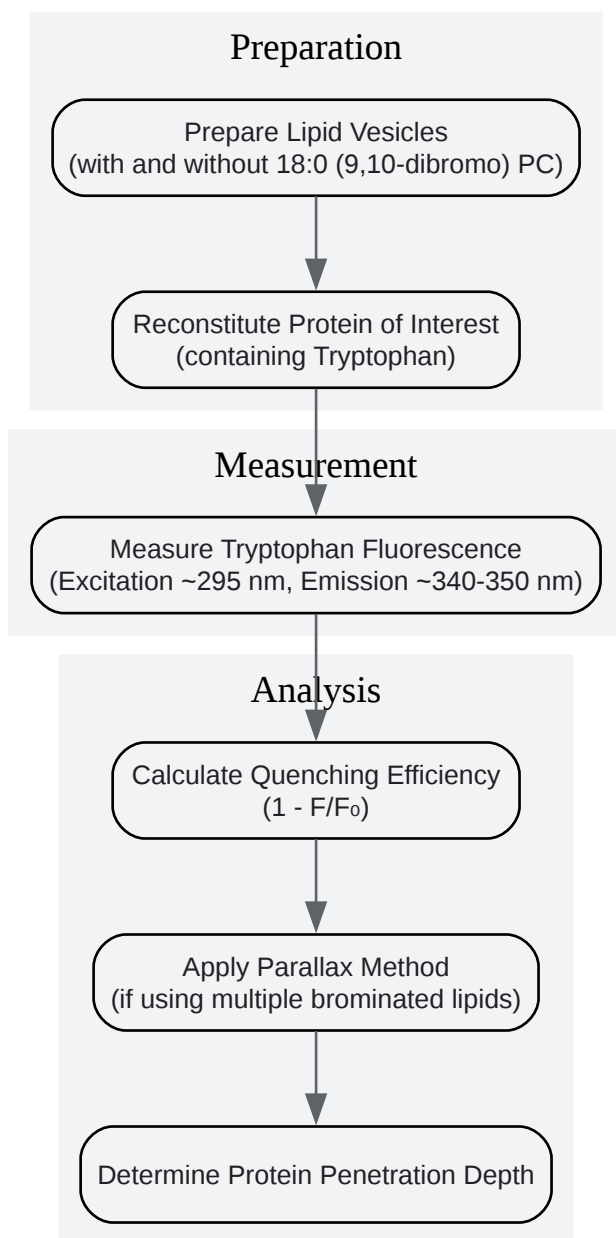 Preparation
Prepare Lipid Vesicles
(with and without 18:0 (9,10-dibromo) PC)
Reconstitute Protein of Interest
(containing Tryptophan)
Measurement
Measure Tryptophan Fluorescence
(Excitation ~295 nm, Emission ~340-350 nm)
Analysis
Calculate Quenching Efficiency
(1 - F/F₀)
Apply Parallax Method
(if using multiple brominated lipids)
Determine Protein Penetration Depth